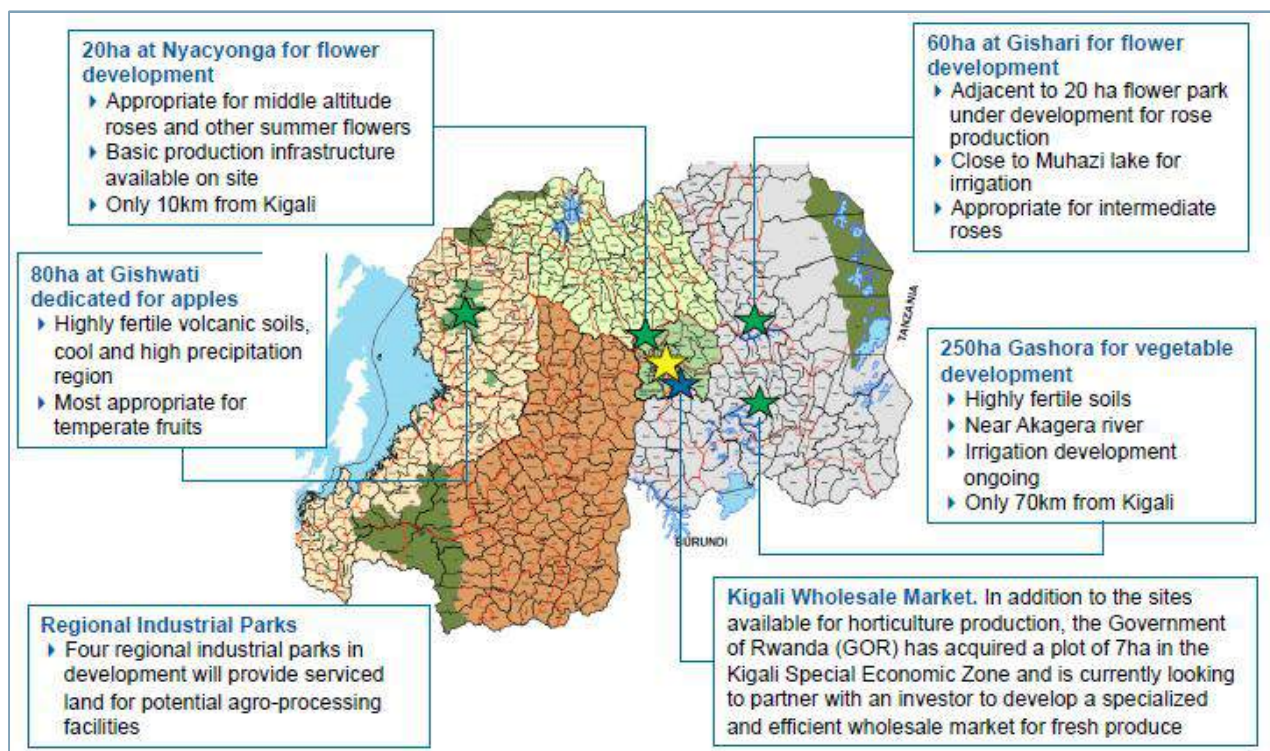 20ha at Nyacyonga for flower
development
Appropriate for middle altitude
roses and other summer flowers
Basic production infrastructure
available on site
Only 10km from Kigali
60ha at Gishari for flower
development
Adjacent to 20 ha flower park
under development for rose
production
Close to Muhazi lake for
irrigation
Appropriate for intermediate
roses
80ha at Gishwati
dedicated for apples
Highly fertile volcanic soils,
cool and high precipitation
region
Most appropriate for
temperate fruits
TANZANIA
250ha Gashora for vegetable
development
Highly fertile soils
Near Akagera river
Irrigation development
ongoing
Only 70km from Kigali
BURUNDI
Regional Industrial Parks
Four regional industrial parks in
development will provide serviced
land for potential agro-processing
facilities
Kigali Wholesale Market. In addition to the sites
available for horticulture production, the Government
of Rwanda (GOR) has acquired a plot of 7ha in the
Kigali Special Economic Zone and is currently looking
to partner with an investor to develop a specialized
and efficient wholesale market for fresh produce